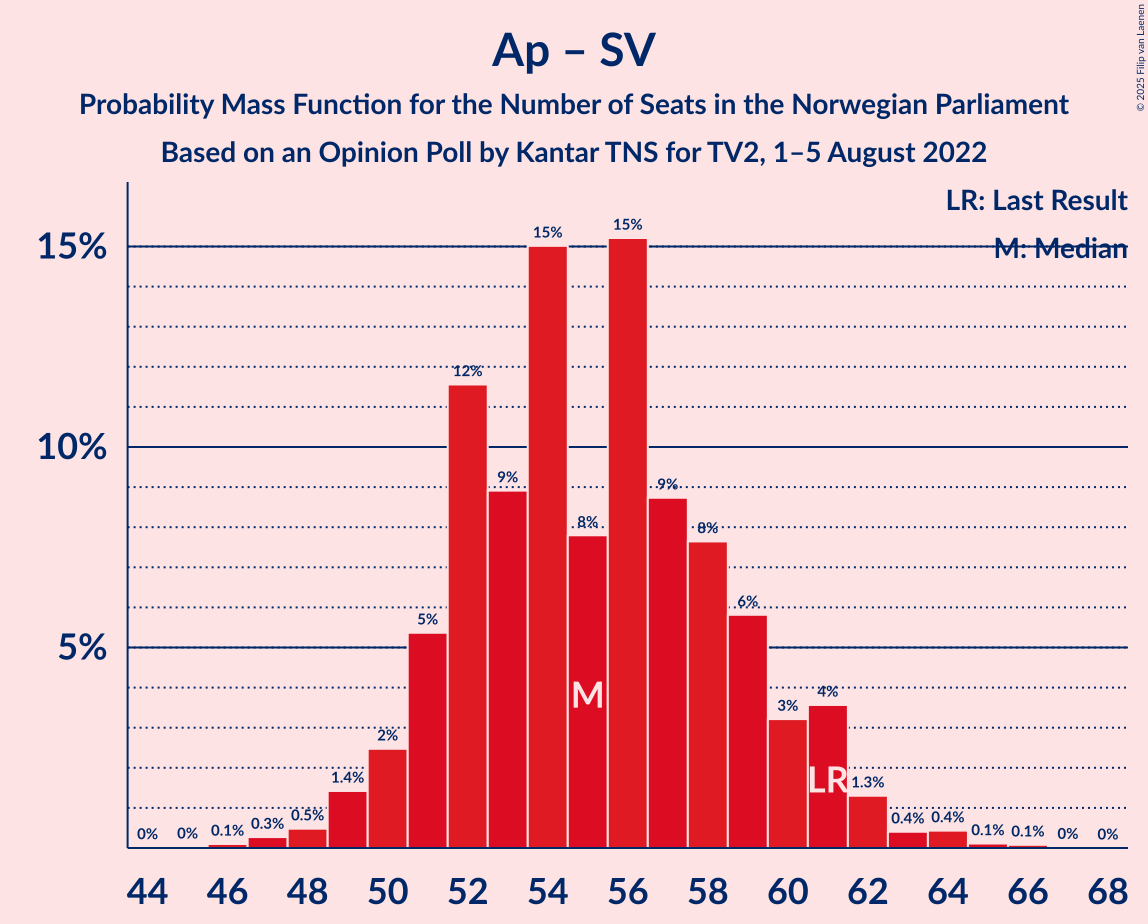 Ap – SV
Probability Mass Function for the Number of Seats in the Norwegian Parliament
Based on an Opinion Poll by Kantar TNS for TV2, 1–5 August 2022
© 2025 Filip van Laenen
LR: Last Result
M: Median
15%
10%
5%
0% 0% 0.1% 0.3% 0.5% 1.4% 2% 5% 12% 9% 15% 8% 15% 9% 8% 6% 3% 4% 1.3% 0.4% 0.4% 0.1% 0.1% 0% 0%
M
LR
44 46 48 50 52 54 56 58 60 62 64 66 68